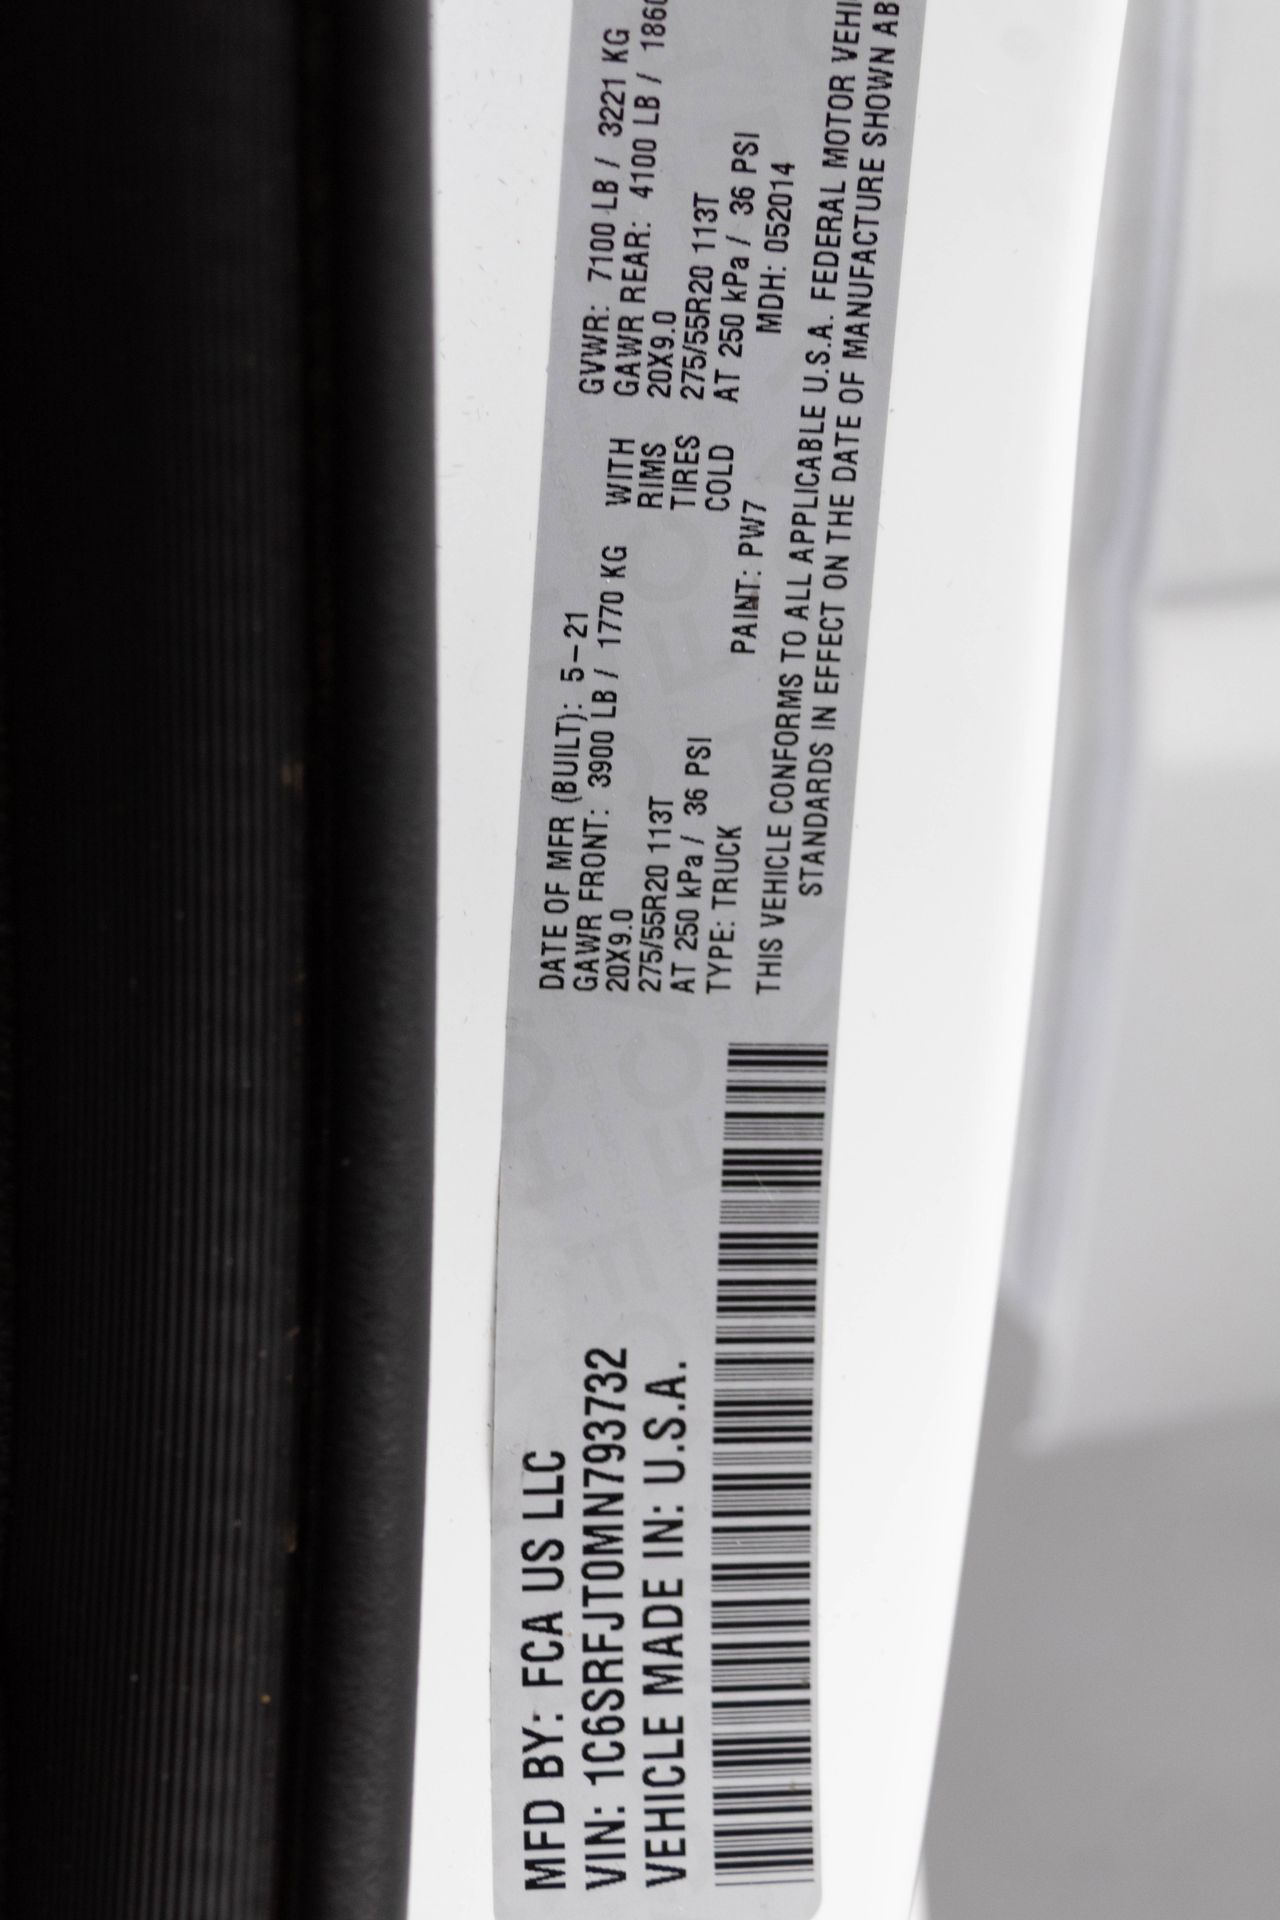 MFD BY: FCA US LLC
VIN: 1C6SRFJT0MN793732
VEHICLE MADE IN: U.S.A.
DATE OF MFR (BUILT): 5-21 GVWR: 7100 LB / 3221 KG
GAWR FRONT: 3900 LB / 1770 KG WITH GAWR REAR: 4100 LB / 1860
20X9.0 RIMS 20X9.0
275/55R20 113T TIRES 275/55R20 113T
AT 250 kPa / 36 PSI COLD AT 250 kPa / 36 PSI
TYPE: TRUCK PAINT: PW7 MDH: 052014
THIS VEHICLE CONFORMS TO ALL APPLICABLE U.S.A. FEDERAL MOTOR VEHI
STANDARDS IN EFFECT ON THE DATE OF MANUFACTURE SHOWN AB